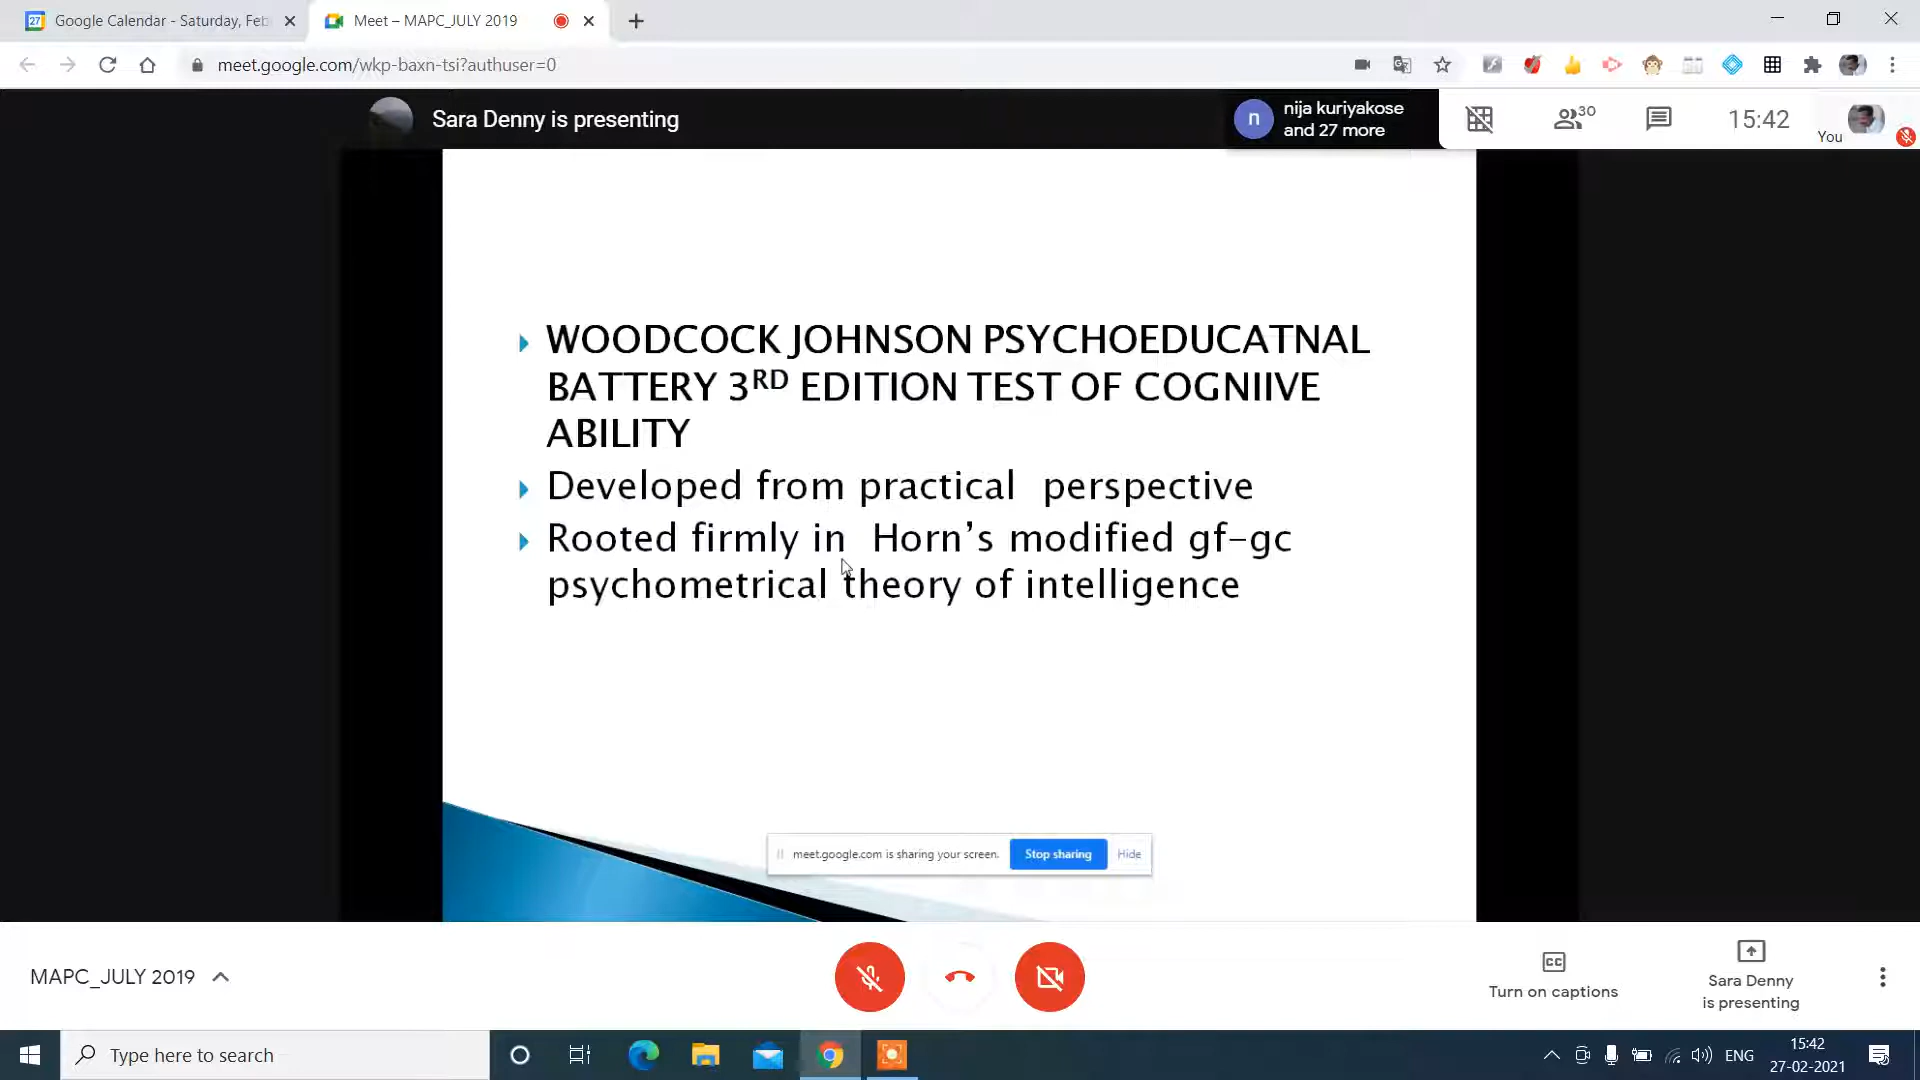 Google Calendar - Saturday, Feb
Meet – MAPC_JULY 2019
meet.google.com/wkp-baxn-tsi?authuser=0
Sara Denny is presenting
n
nija kuriyakose
and 27 more
30
15:42
You
WOODCOCK JOHNSON PSYCHOEDUCATNAL
BATTERY 3RD EDITION TEST OF COGNIIVE
ABILITY
Developed from practical perspective
Rooted firmly in Horn’s modified gf-gc
psychometrical theory of intelligence
meet.google.com is sharing your screen.
Stop sharing
Hide
MAPC_JULY 2019
Turn on captions
Sara Denny
is presenting
Type here to search
ENG
15:42
27-02-2021